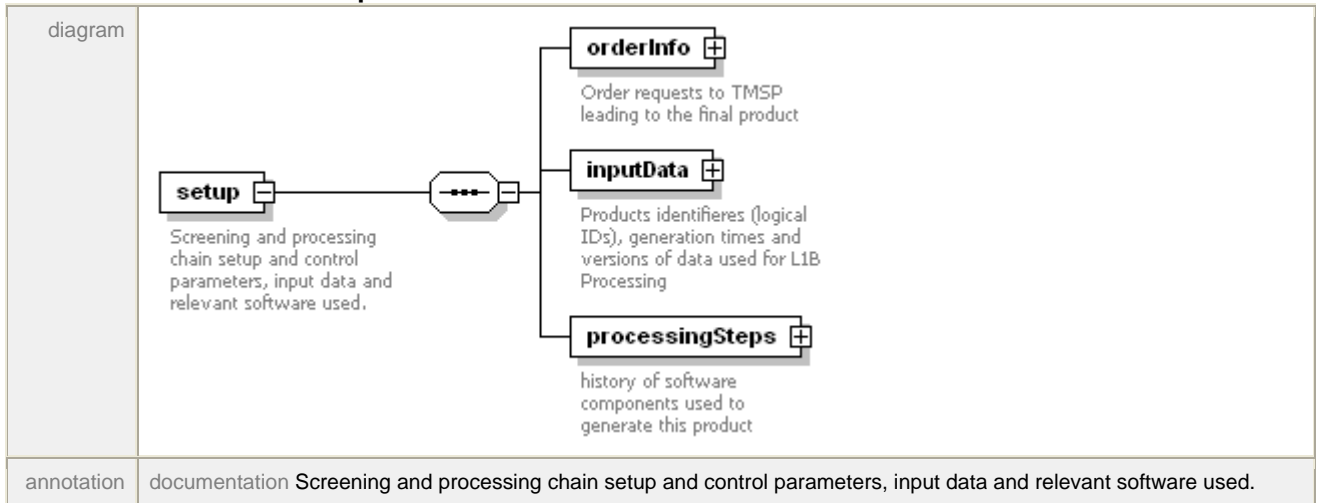 diagram
orderInfo
Order requests to TMSP
leading to the final product
inputData
Products identifieres (logical
IDs), generation times and
versions of data used for L1B
Processing
setup
Screening and processing
chain setup and control
parameters, input data and
relevant software used.
processingSteps
history of software
components used to
generate this product
annotation
documentation Screening and processing chain setup and control parameters, input data and relevant software used.